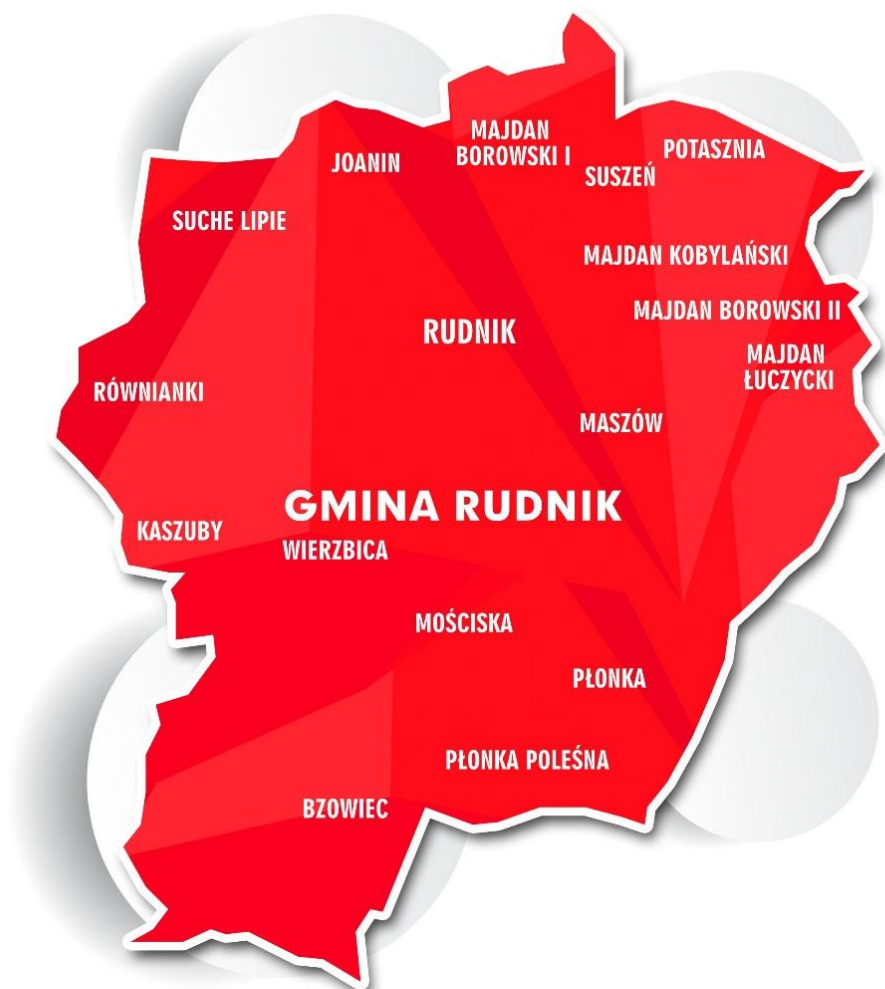 MAJDAN
BOROWSKI I
POTASZNIA
JOANIN
SUSZEŃ
SUCHE LIPIE
MAJDAN KOBYLAŃSKI
MAJDAN BOROWSKI II
RUDNIK
MAJDAN
ŁUCZYCKI
RÓWNIANKI
MASZÓW
GMINA RUDNIK
KASZUBY
WIERZBICA
MOŚCISKA
PŁONKA
PŁONKA POLEŚNA
BZOWIEC